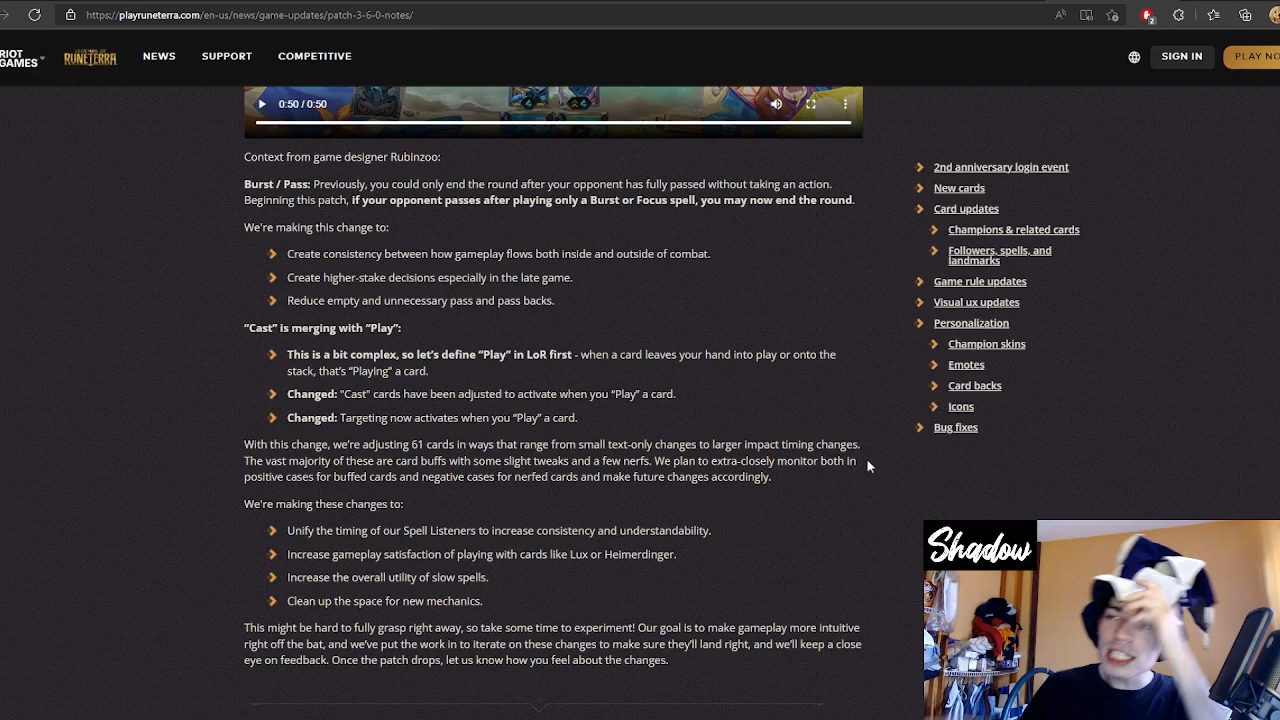 https://playruneterra.com/en-us/news/game-updates/patch-3-6-0-notes/
2
RIOT
GAMES
LEGENDS OF
RUNETERRA
NEWS
SUPPORT
COMPETITIVE
SIGN IN
PLAY NO
0:50 / 0:50
Context from game designer Rubinzoo:
Burst / Pass: Previously, you could only end the round after your opponent has fully passed without taking an action.
Beginning this patch, if your opponent passes after playing only a Burst or Focus spell, you may now end the round.
We're making this change to:
Create consistency between how gameplay flows both inside and outside of combat.
Create higher-stake decisions especially in the late game.
Reduce empty and unnecessary pass and pass backs.
“Cast” is merging with “Play”:
This is a bit complex, so let’s define “Play” in LoR first - when a card leaves your hand into play or onto the
stack, that’s “Playing” a card.
Changed: "Cast” cards have been adjusted to activate when you “Play” a card.
Changed: Targeting now activates when you “Play” a card.
With this change, we’re adjusting 61 cards in ways that range from small text-only changes to larger impact timing changes.
The vast majority of these are card buffs with some slight tweaks and a few nerfs. We plan to extra-closely monitor both in
positive cases for buffed cards and negative cases for nerfed cards and make future changes accordingly.
We're making these changes to:
Unify the timing of our Spell Listeners to increase consistency and understandability.
Increase gameplay satisfaction of playing with cards like Lux or Heimerdinger.
Increase the overall utility of slow spells.
Clean up the space for new mechanics.
This might be hard to fully grasp right away, so take some time to experiment! Our goal is to make gameplay more intuitive
right off the bat, and we’ve put the work in to iterate on these changes to make sure they’ll land right, and we’ll keep a close
eye on feedback. Once the patch drops, let us know how you feel about the changes.
2nd anniversary login event
New cards
Card updates
Champions & related cards
Followers, spells, and
landmarks
Game rule updates
Visual ux updates
Personalization
Champion skins
Emotes
Card backs
Icons
Bug fixes
Shadow